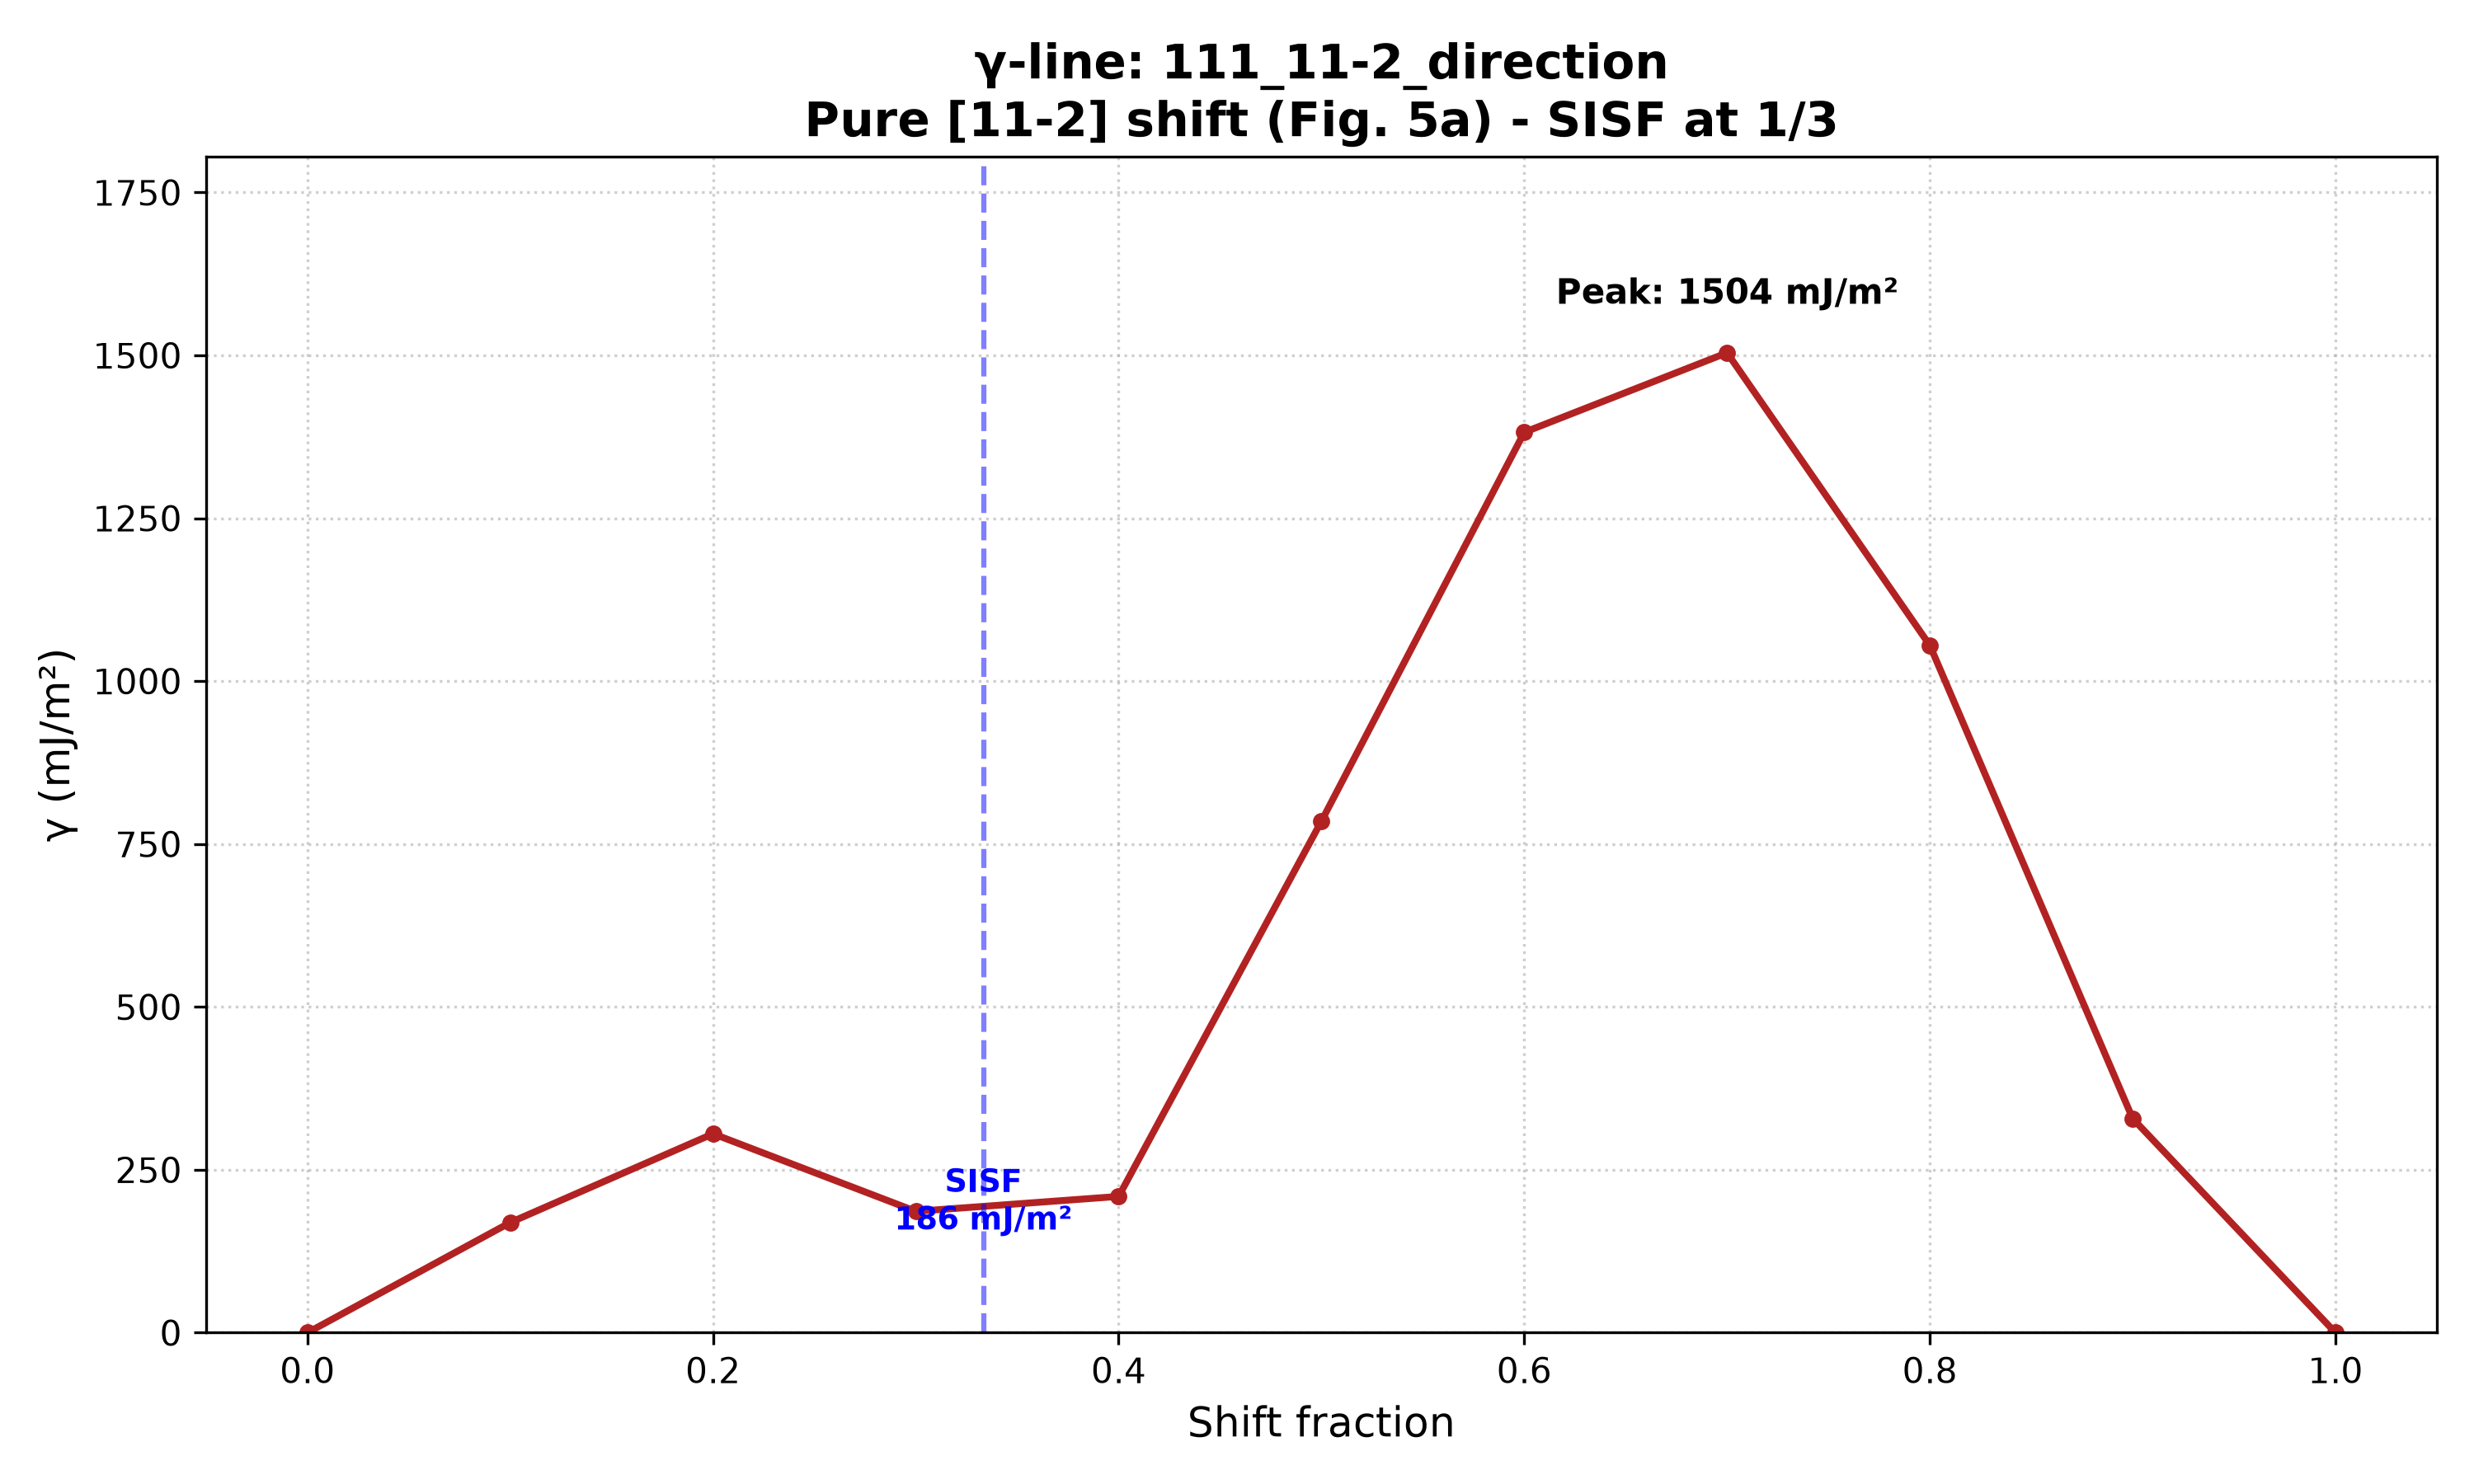 γ-line: 111_11-2_direction
Pure [11-2] shift (Fig. 5a) - SISF at 1/3
1750
1500
1250
1000
750
500
250
0
γ (mJ/m²)
Peak: 1504 mJ/m²
SISF
186 mJ/m²
0.0
0.2
0.4
0.6
0.8
1.0
Shift fraction